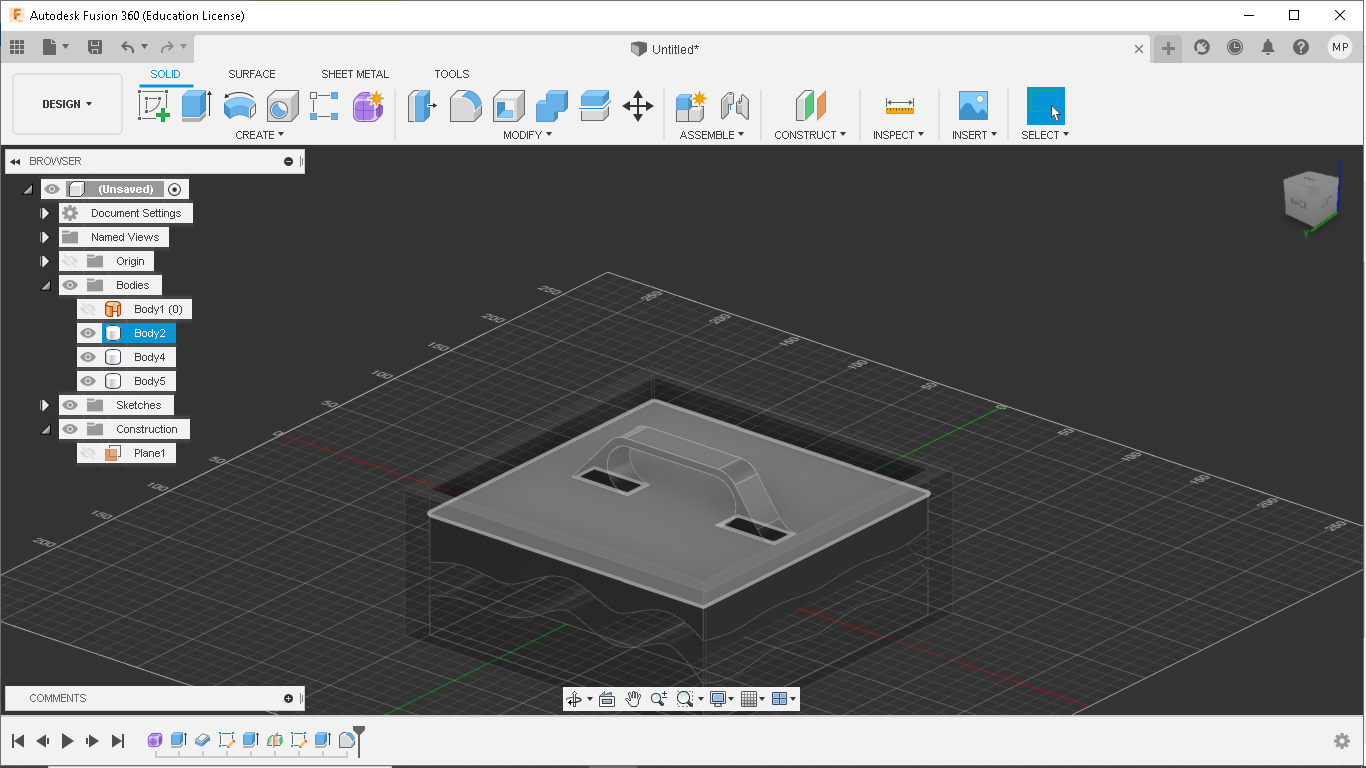 Autodesk Fusion 360 (Education License)
Untitled*
MP
DESIGN
SOLID
SURFACE
SHEET METAL
TOOLS
CREATE
MODIFY
ASSEMBLE
CONSTRUCT
INSPECT
INSERT
SELECT
BROWSER
(Unsaved)
Document Settings
Named Views
Origin
Bodies
Body1 (0)
Body2
Body4
Body5
Sketches
Construction
Plane1
250
200
150
100
50
0
50
100
150
200
250
200
150
100
50
0
50
100
150
200
250
BACK
Z
Y
COMMENTS